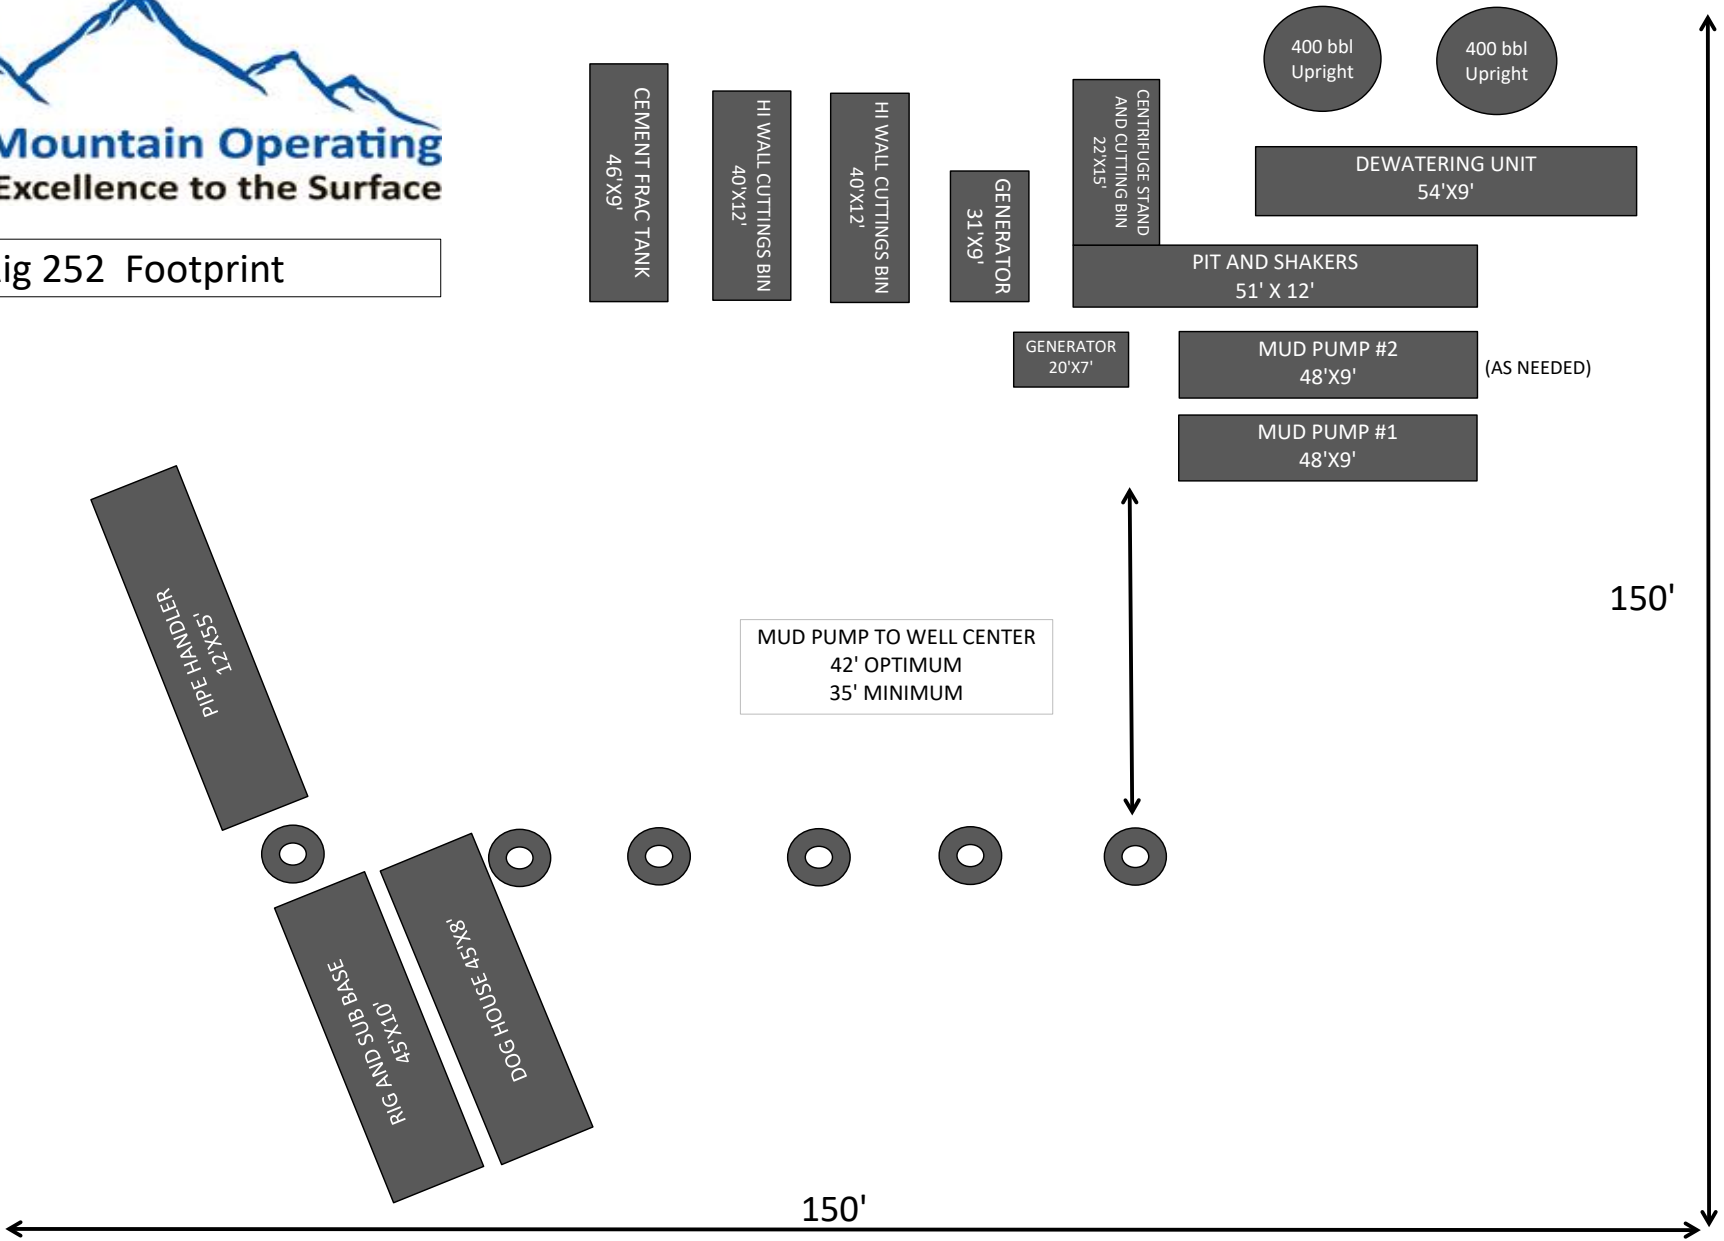 Mountain Operating
Excellence to the Surface
ig 252 Footprint
400 bbl
Upright
400 bbl
Upright
CEMENT FRAC TANK
46'X9'
HI WALL CUTTINGS BIN
40'X12'
HI WALL CUTTINGS BIN
40'X12'
GENERATOR
31'X9'
CENTRIFUGE STAND
AND CUTTING BIN
22'X15'
DEWATERING UNIT
54'X9'
PIT AND SHAKERS
51' X 12'
GENERATOR
20'X7'
MUD PUMP #2
48'X9'
(AS NEEDED)
MUD PUMP #1
48'X9'
PIPE HANDLER
12'X55'
MUD PUMP TO WELL CENTER
42' OPTIMUM
35' MINIMUM
150'
RIG AND SUB BASE
45'X10'
DOG HOUSE 45'X8'
150'